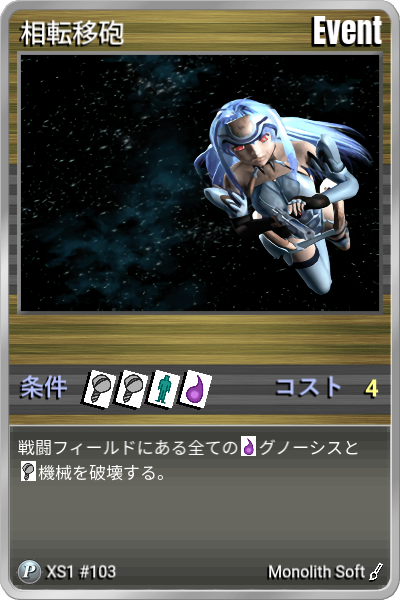 相転移砲 Event
条件 コスト 4
戦闘フィールドにある全てのグノーシスと
機械を破壊する。
P XS1 #103 Monolith Soft